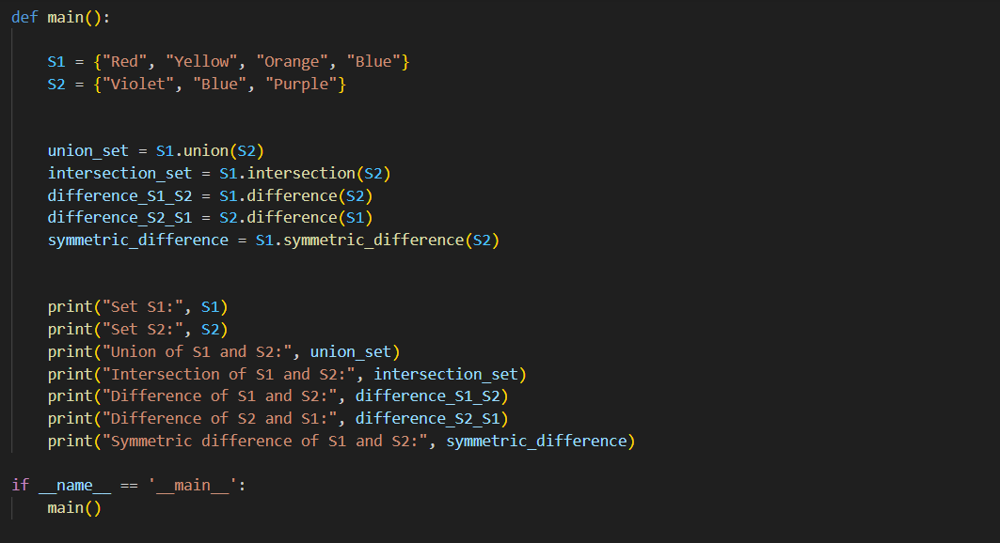 def main():
    S1 = {"Red", "Yellow", "Orange", "Blue"}
    S2 = {"Violet", "Blue", "Purple"}
    union_set = S1.union(S2)
    intersection_set = S1.intersection(S2)
    difference_S1_S2 = S1.difference(S2)
    difference_S2_S1 = S2.difference(S1)
    symmetric_difference = S1.symmetric_difference(S2)
    print("Set S1:", S1)
    print("Set S2:", S2)
    print("Union of S1 and S2:", union_set)
    print("Intersection of S1 and S2:", intersection_set)
    print("Difference of S1 and S2:", difference_S1_S2)
    print("Difference of S2 and S1:", difference_S2_S1)
    print("Symmetric difference of S1 and S2:", symmetric_difference)
if __name__ == '__main__':
    main()